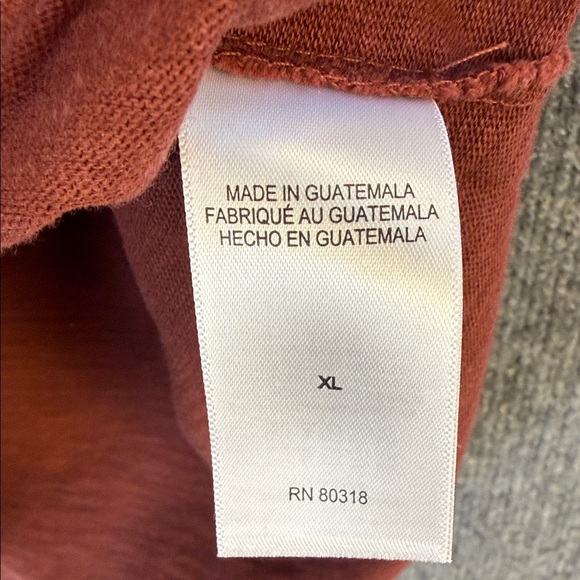 MADE IN GUATEMALA
FABRIQUÉ AU GUATEMALA
HECHO EN GUATEMALA
XL
RN 80318